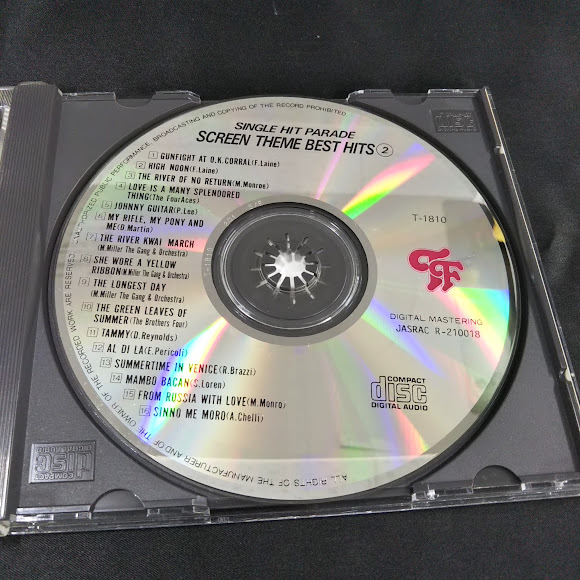 SINGLE HIT PARADE
SCREEN THEME BEST HITS ②
1 GUNFIGHT AT O.K.CORRAL(F.Laine)
2 HIGH NOON(F.Laine)
3 THE RIVER OF NO RETURN(M.Monroe)
4 LOVE IS A MANY SPLENDORED
THING(The FourAces)
5 JOHNNY GUITAR(P.Lee)
6 MY RIFLE, MY PONY AND
ME(D.Martin)
7 THE RIVER KWAI MARCH
(M.Miller The Gang & Orchestra)
8 SHE WORE A YELLOW
RIBBON(M.Miller The Gang & Orchestra)
9 THE LONGEST DAY
(M.Miller The Gang & Orchestra)
10 THE GREEN LEAVES OF
SUMMER(The Brothers Four)
11 TAMMY(D.Reynolds)
12 AL DI LA(E.Pericoli)
13 SUMMERTIME IN VENICE(R.Brazzi)
14 MAMBO BACAN(S.Loren)
15 FROM RUSSIA WITH LOVE(M.Monro)
16 SINNO ME MORO(A.Chelli)
T-1810
DIGITAL MASTERING
JASRAC R-210018
COMPACT
disc
DIGITAL AUDIO
ALL RIGHTS OF THE MANUFACTURER AND OF THE OWNER OF THE RECORDED WORK ARE RESERVED. UNAUTHORIZED PUBLIC PERFORMANCE, BROADCASTING AND COPYING OF THE RECORD PROHIBITED
COMPACT
disc